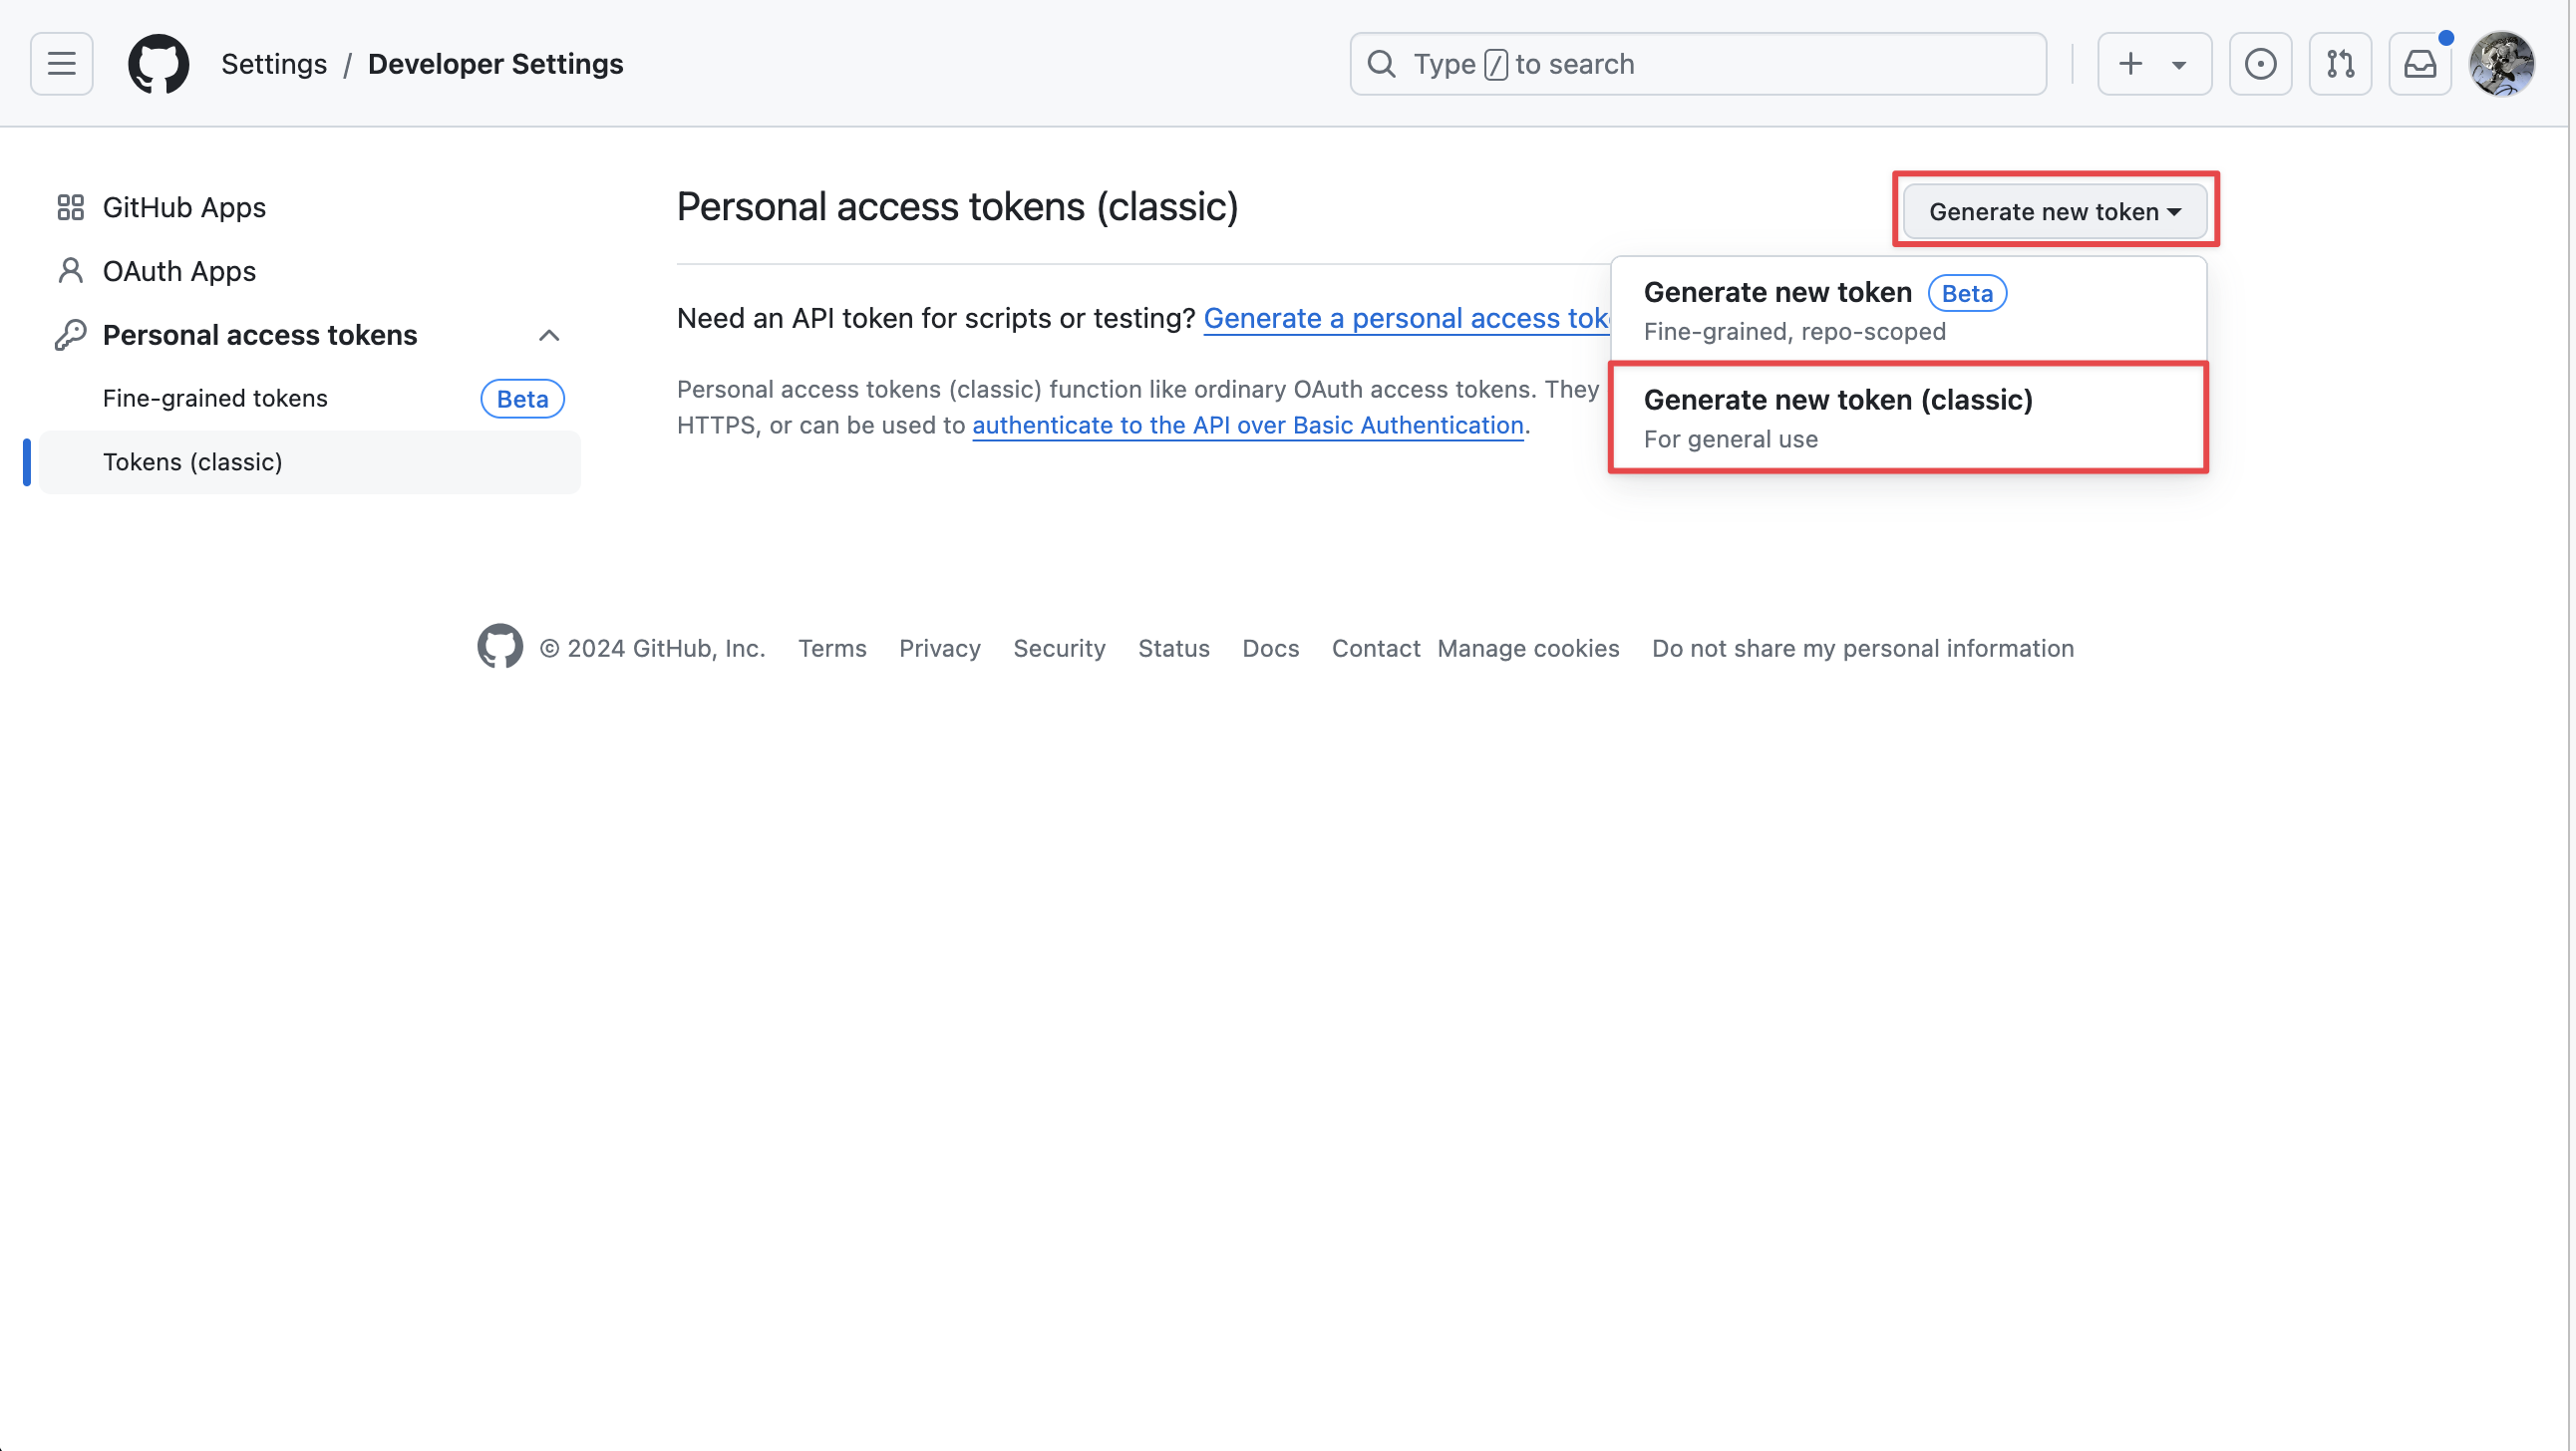 Settings / Developer Settings
Type / to search
GitHub Apps
OAuth Apps
Personal access tokens
Fine-grained tokens Beta
Tokens (classic)
Personal access tokens (classic)
Generate new token
Need an API token for scripts or testing? Generate a personal access tok
Personal access tokens (classic) function like ordinary OAuth access tokens. They
HTTPS, or can be used to authenticate to the API over Basic Authentication.
Generate new token Beta
Fine-grained, repo-scoped
Generate new token (classic)
For general use
© 2024 GitHub, Inc. Terms Privacy Security Status Docs Contact Manage cookies Do not share my personal information